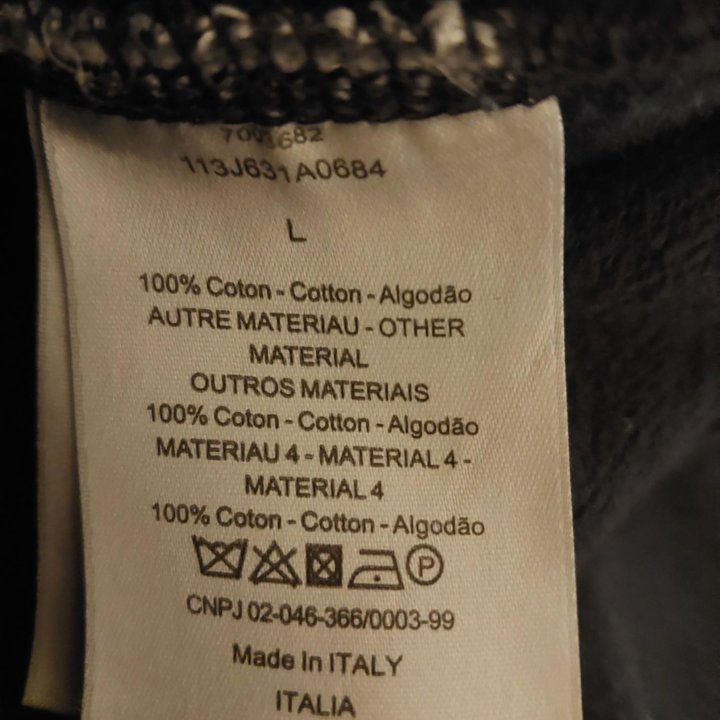 113J631A0684
L
100% Coton - Cotton - Algodão
AUTRE MATERIAU - OTHER
MATERIAL
OUTROS MATERIAIS
100% Coton - Cotton - Algodão
MATERIAU 4 - MATERIAL 4 -
MATERIAL 4
100% Coton - Cotton - Algodão
P
CNPJ 02-046-366/0003-99
Made In ITALY
ITALIA